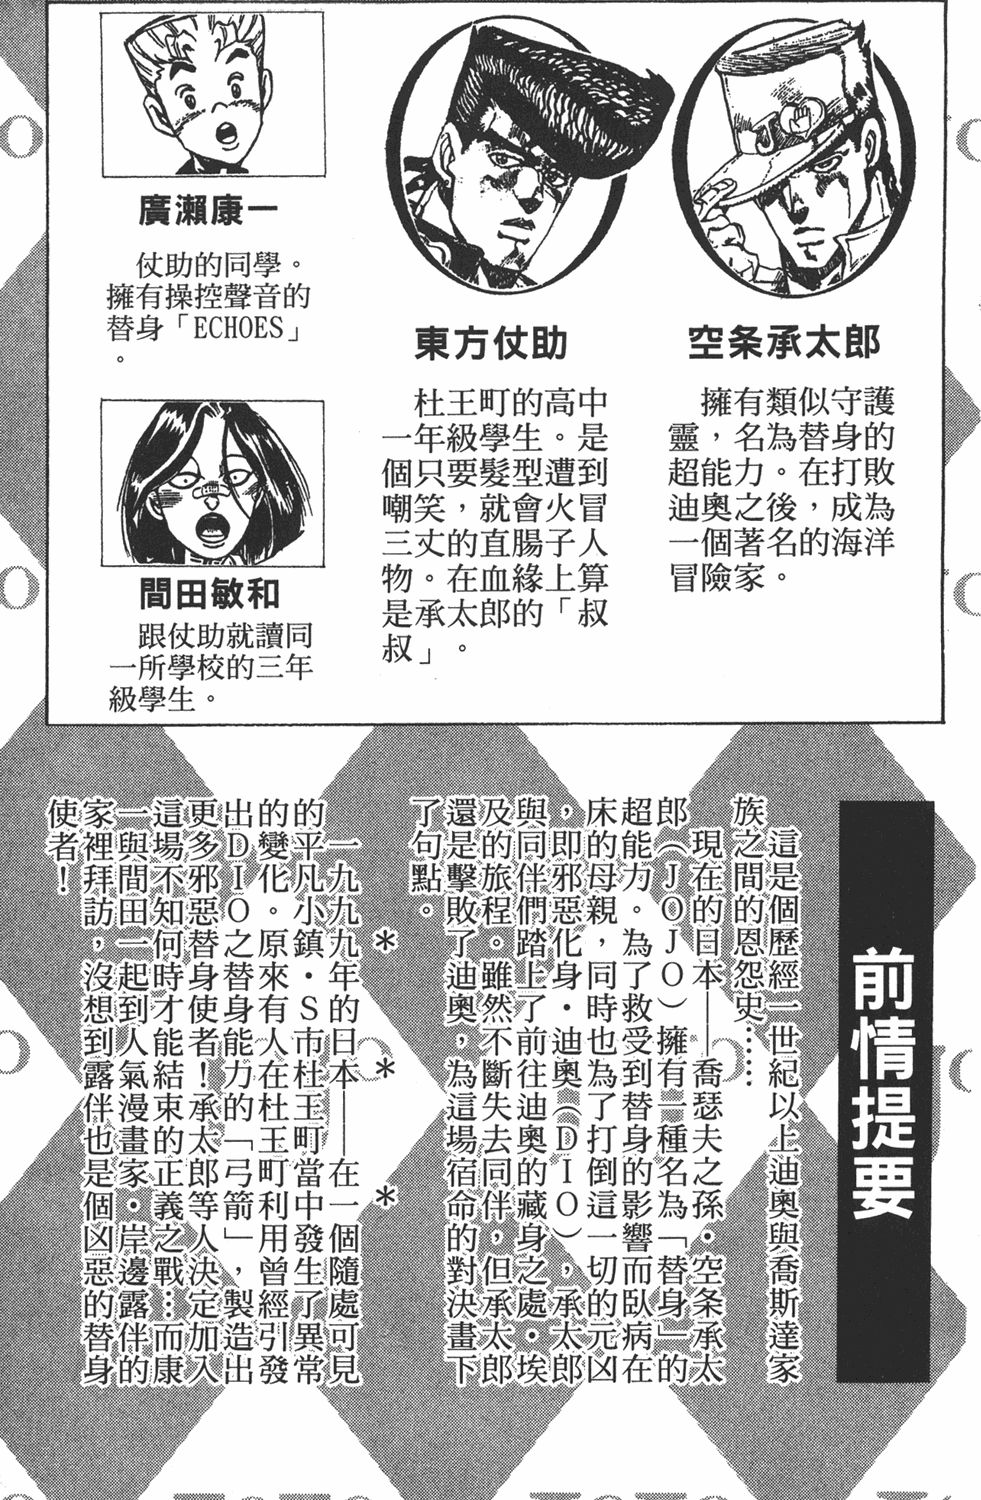 空条承太郎
擁有類似守護
靈，名為替身的
超能力。在打敗
迪奧之後，成為
一個著名的海洋
冒險家。
東方仗助
杜王町的高中
一年級學生。是
個只要髮型遭到
嘲笑，就會火冒
三丈的直腸子人
物。在血緣上算
是承太郎的「叔
叔」。
廣瀨康一
仗助的同學。
擁有操控聲音的
替身「ECHOES」
。
間田敏和
跟仗助就讀同
一所學校的三年
級學生。
前情提要
這是個歷經一世紀以上迪奧與喬斯達家
族之間的恩怨史……
現在的日本——喬瑟夫之孫・空条承太
郎（JOJO）擁有一種名為「替身」的
超能力。為了救受到替身的影響而臥病在
床的母親，同時也為了打倒這一切的元凶
，即邪惡化身・迪奧（DIO），承太郎
與同伴們踏上了前往迪奧的藏身之處・埃
及的旅程。雖然不斷失去同伴，但承太郎
還是擊敗了迪奧，為這場宿命的對決畫下
了句點。
＊　＊　＊
一九九九年的日本——在一個隨處可見
的平凡小鎮・S市杜王町當中發生了異常
的變化。原來有人在杜王町利用曾經引發
出DIO之替身能力的「弓箭」，製造出
更多邪惡替身使者！承太郎等人決定加入
這場不知何時才能結束的正義之戰…而康
一與間田一起到人氣漫畫家・岸邊露伴的
家裡拜訪，沒想到露伴也是個凶惡的替身
使者！